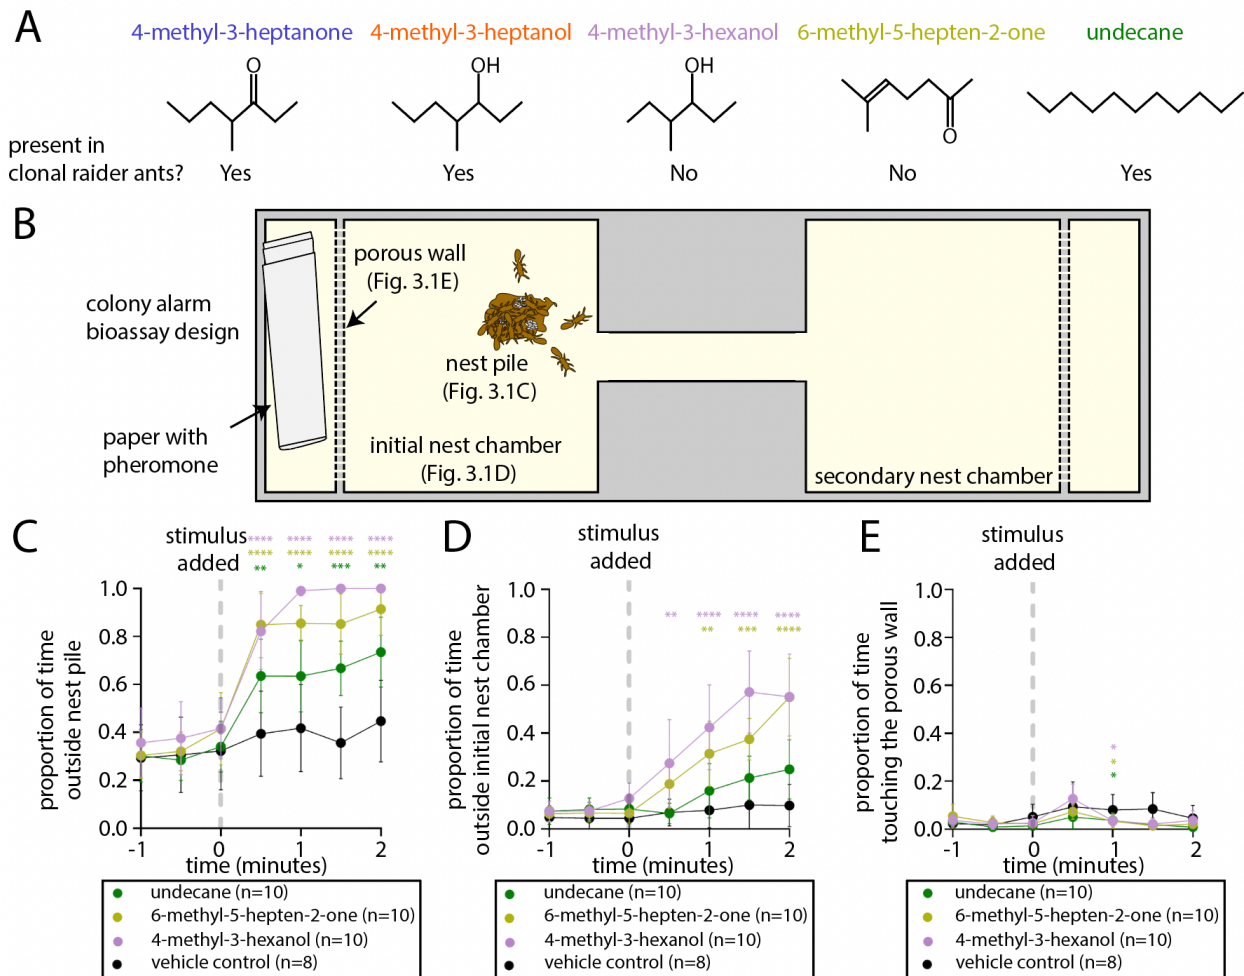 A
4-methyl-3-heptanone 4-methyl-3-heptanol 4-methyl-3-hexanol 6-methyl-5-hepten-2-one undecane
O
OH
OH
O
present in
clonal raider ants? Yes Yes No No Yes
B
porous wall
(Fig. 3.1E)
colony alarm
bioassay design
nest pile
(Fig. 3.1C)
paper with
pheromone
initial nest chamber
(Fig. 3.1D)
secondary nest chamber
C
stimulus
added
****
****
****
****
****
****
****
****
**
*
***
**
proportion of time
outside nest pile
1.0
0.8
0.6
0.4
0.2
0.0
-1
0
1
2
time (minutes)
undecane (n=10)
6-methyl-5-hepten-2-one (n=10)
4-methyl-3-hexanol (n=10)
vehicle control (n=8)
D
stimulus
added
**
****
****
****
**
***
****
proportion of time
outside initial nest chamber
1.0
0.8
0.6
0.4
0.2
0.0
-1
0
1
2
time (minutes)
undecane (n=10)
6-methyl-5-hepten-2-one (n=10)
4-methyl-3-hexanol (n=10)
vehicle control (n=8)
E
stimulus
added
*
*
*
proportion of time
touching the porous wall
1.0
0.8
0.6
0.4
0.2
0.0
-1
0
1
2
time (minutes)
undecane (n=10)
6-methyl-5-hepten-2-one (n=10)
4-methyl-3-hexanol (n=10)
vehicle control (n=8)